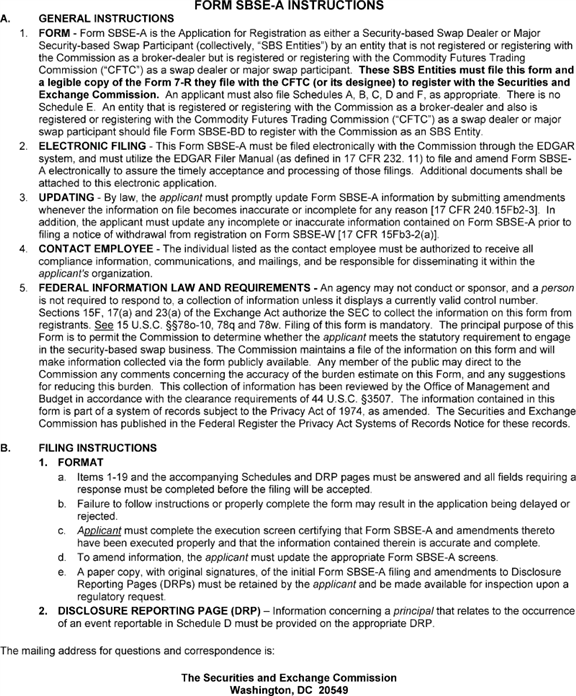 FORM SBSE-A INSTRUCTIONS
A. GENERAL INSTRUCTIONS
1. FORM - Form SBSE-A is the Application for Registration as either a Security-based Swap Dealer or Major
Security-based Swap Participant (collectively, “SBS Entities”) by an entity that is not registered or registering with
the Commission as a broker-dealer but is registered or registering with the Commodity Futures Trading
Commission (“CFTC”) as a swap dealer or major swap participant. These SBS Entities must file this form and
a legible copy of the Form 7-R they file with the CFTC (or its designee) to register with the Securities and
Exchange Commission. An applicant must also file Schedules A, B, C, D and F, as appropriate. There is no
Schedule E. An entity that is registered or registering with the Commission as a broker-dealer and also is
registered or registering with the Commodity Futures Trading Commission (“CFTC”) as a swap dealer or major
swap participant should file Form SBSE-BD to register with the Commission as an SBS Entity.
2. ELECTRONIC FILING - This Form SBSE-A must be filed electronically with the Commission through the EDGAR
system, and must utilize the EDGAR Filer Manual (as defined in 17 CFR 232. 11) to file and amend Form SBSE-
A electronically to assure the timely acceptance and processing of those filings. Additional documents shall be
attached to this electronic application.
3. UPDATING - By law, the applicant must promptly update Form SBSE-A information by submitting amendments
whenever the information on file becomes inaccurate or incomplete for any reason [17 CFR 240.15Fb2-3]. In
addition, the applicant must update any incomplete or inaccurate information contained on Form SBSE-A prior to
filing a notice of withdrawal from registration on Form SBSE-W [17 CFR 15Fb3-2(a)].
4. CONTACT EMPLOYEE - The individual listed as the contact employee must be authorized to receive all
compliance information, communications, and mailings, and be responsible for disseminating it within the
applicant's organization.
5. FEDERAL INFORMATION LAW AND REQUIREMENTS - An agency may not conduct or sponsor, and a person
is not required to respond to, a collection of information unless it displays a currently valid control number.
Sections 15F, 17(a) and 23(a) of the Exchange Act authorize the SEC to collect the information on this form from
registrants. See 15 U.S.C. §§78o-10, 78q and 78w. Filing of this form is mandatory. The principal purpose of this
Form is to permit the Commission to determine whether the applicant meets the statutory requirement to engage
in the security-based swap business. The Commission maintains a file of the information on this form and will
make information collected via the form publicly available. Any member of the public may direct to the
Commission any comments concerning the accuracy of the burden estimate on this Form, and any suggestions
for reducing this burden. This collection of information has been reviewed by the Office of Management and
Budget in accordance with the clearance requirements of 44 U.S.C. §3507. The information contained in this
form is part of a system of records subject to the Privacy Act of 1974, as amended. The Securities and Exchange
Commission has published in the Federal Register the Privacy Act Systems of Records Notice for these records.
B. FILING INSTRUCTIONS
1. FORMAT
a. Items 1-19 and the accompanying Schedules and DRP pages must be answered and all fields requiring a
response must be completed before the filing will be accepted.
b. Failure to follow instructions or properly complete the form may result in the application being delayed or
rejected.
c. Applicant must complete the execution screen certifying that Form SBSE-A and amendments thereto
have been executed properly and that the information contained therein is accurate and complete.
d. To amend information, the applicant must update the appropriate Form SBSE-A screens.
e. A paper copy, with original signatures, of the initial Form SBSE-A filing and amendments to Disclosure
Reporting Pages (DRPs) must be retained by the applicant and be made available for inspection upon a
regulatory request.
2. DISCLOSURE REPORTING PAGE (DRP) – Information concerning a principal that relates to the occurrence
of an event reportable in Schedule D must be provided on the appropriate DRP.
The mailing address for questions and correspondence is:
The Securities and Exchange Commission
Washington, DC 20549